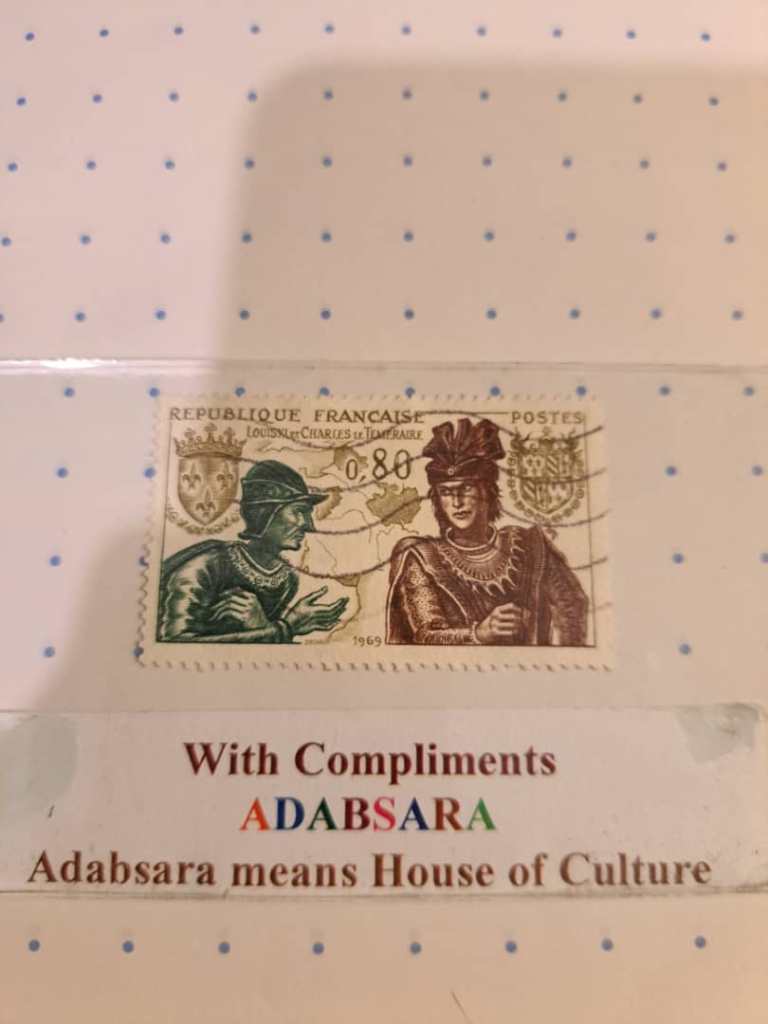 REPUBLIQUE FRANCAISE POSTES
LOUIS XI ET CHARLES LE TEMERAIRE
0,80
1969
With Compliments
ADABSARA
Adabsara means House of Culture